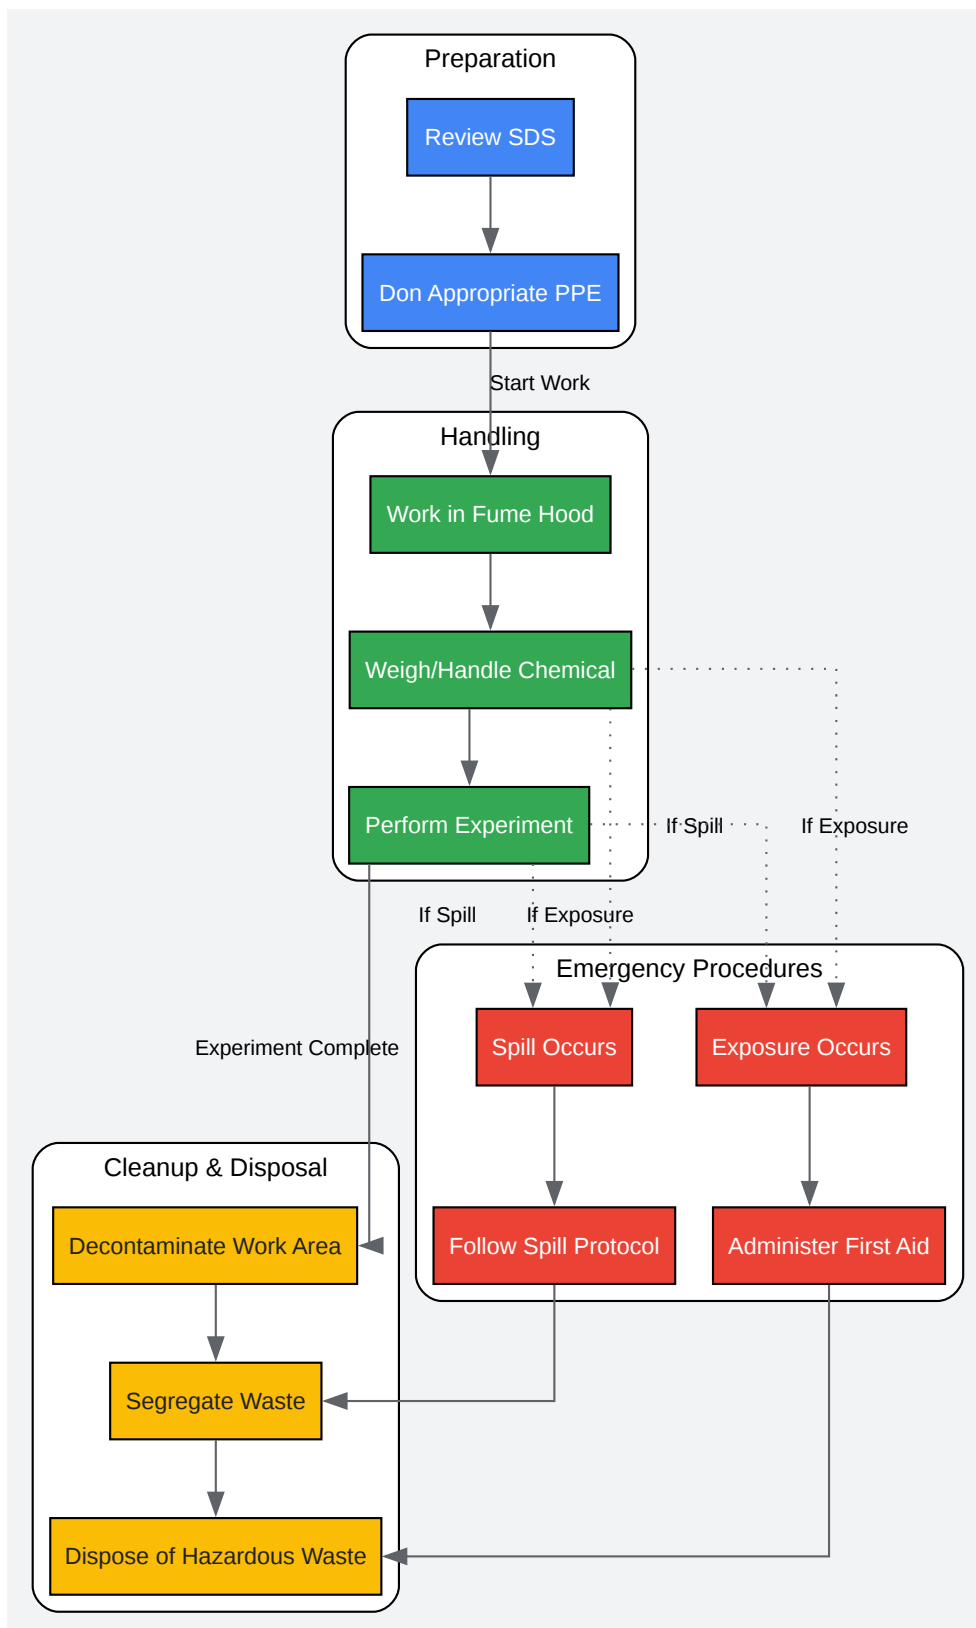 Preparation
Review SDS
Don Appropriate PPE
Start Work
Handling
Work in Fume Hood
Weigh/Handle Chemical
Perform Experiment
If Spill
If Exposure
If Spill
If Exposure
Emergency Procedures
Spill Occurs
Exposure Occurs
Experiment Complete
Cleanup & Disposal
Decontaminate Work Area
Follow Spill Protocol
Administer First Aid
Segregate Waste
Dispose of Hazardous Waste